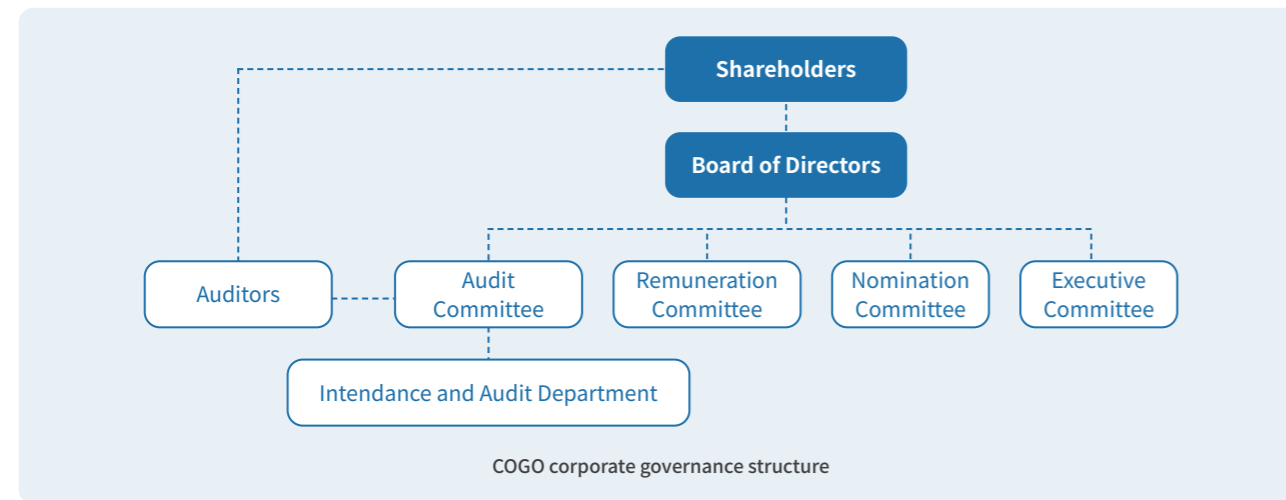 Shareholders
Board of Directors
Auditors
Audit
Committee
Remuneration
Committee
Nomination
Committee
Executive
Committee
Intendance and Audit Department
COGO corporate governance structure